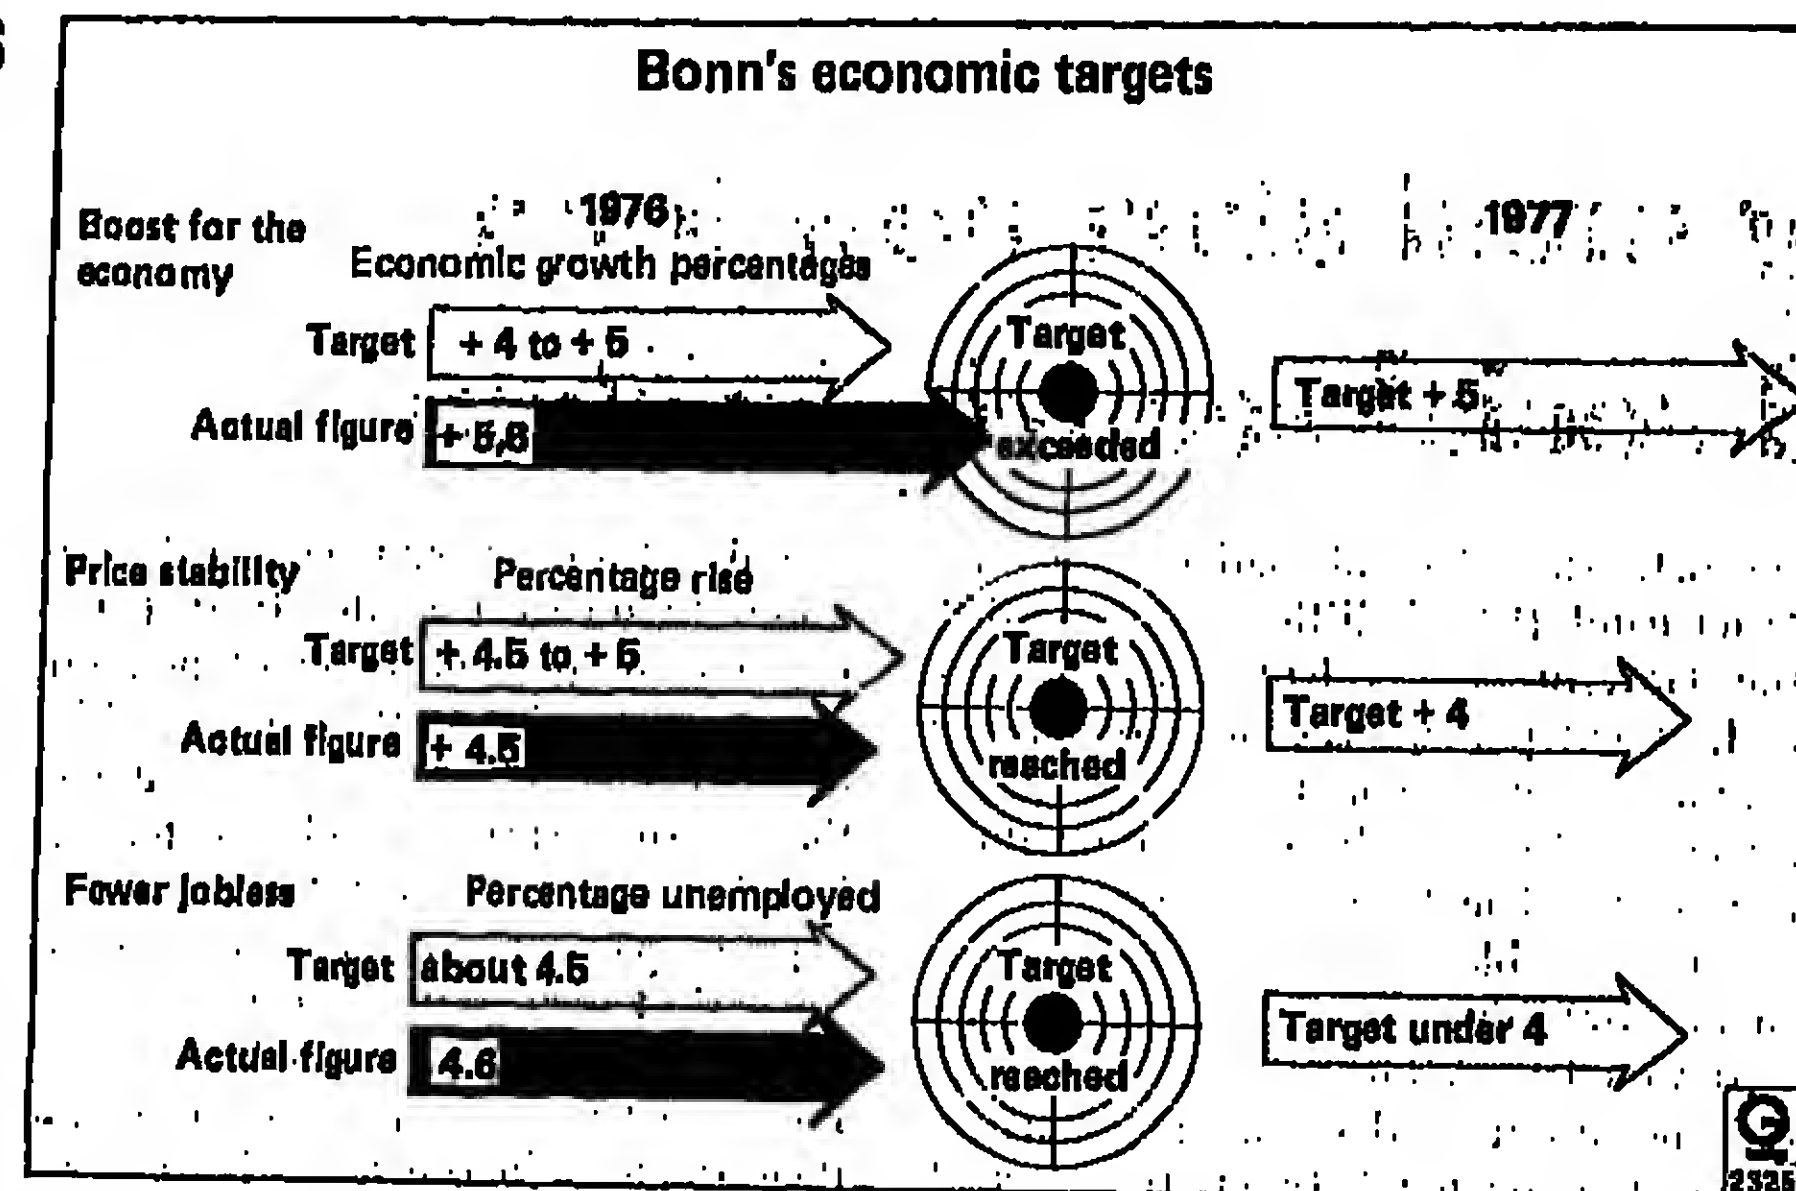 Bonn's economic targets
1976
1977
Boost for the
economy
Economic growth percentages
Target
+ 4 to + 5
Target
exceeded
Target + 5
Actual figure
Price stability
Percentage rise
Target
+ 4.5 to + 5
Target
reached
Target + 4
Actual figure
+ 4.5
Fewer jobless
Percentage unemployed
Target
about 4.5
Target
reached
Target under 4
Actual figure
4.6
2325